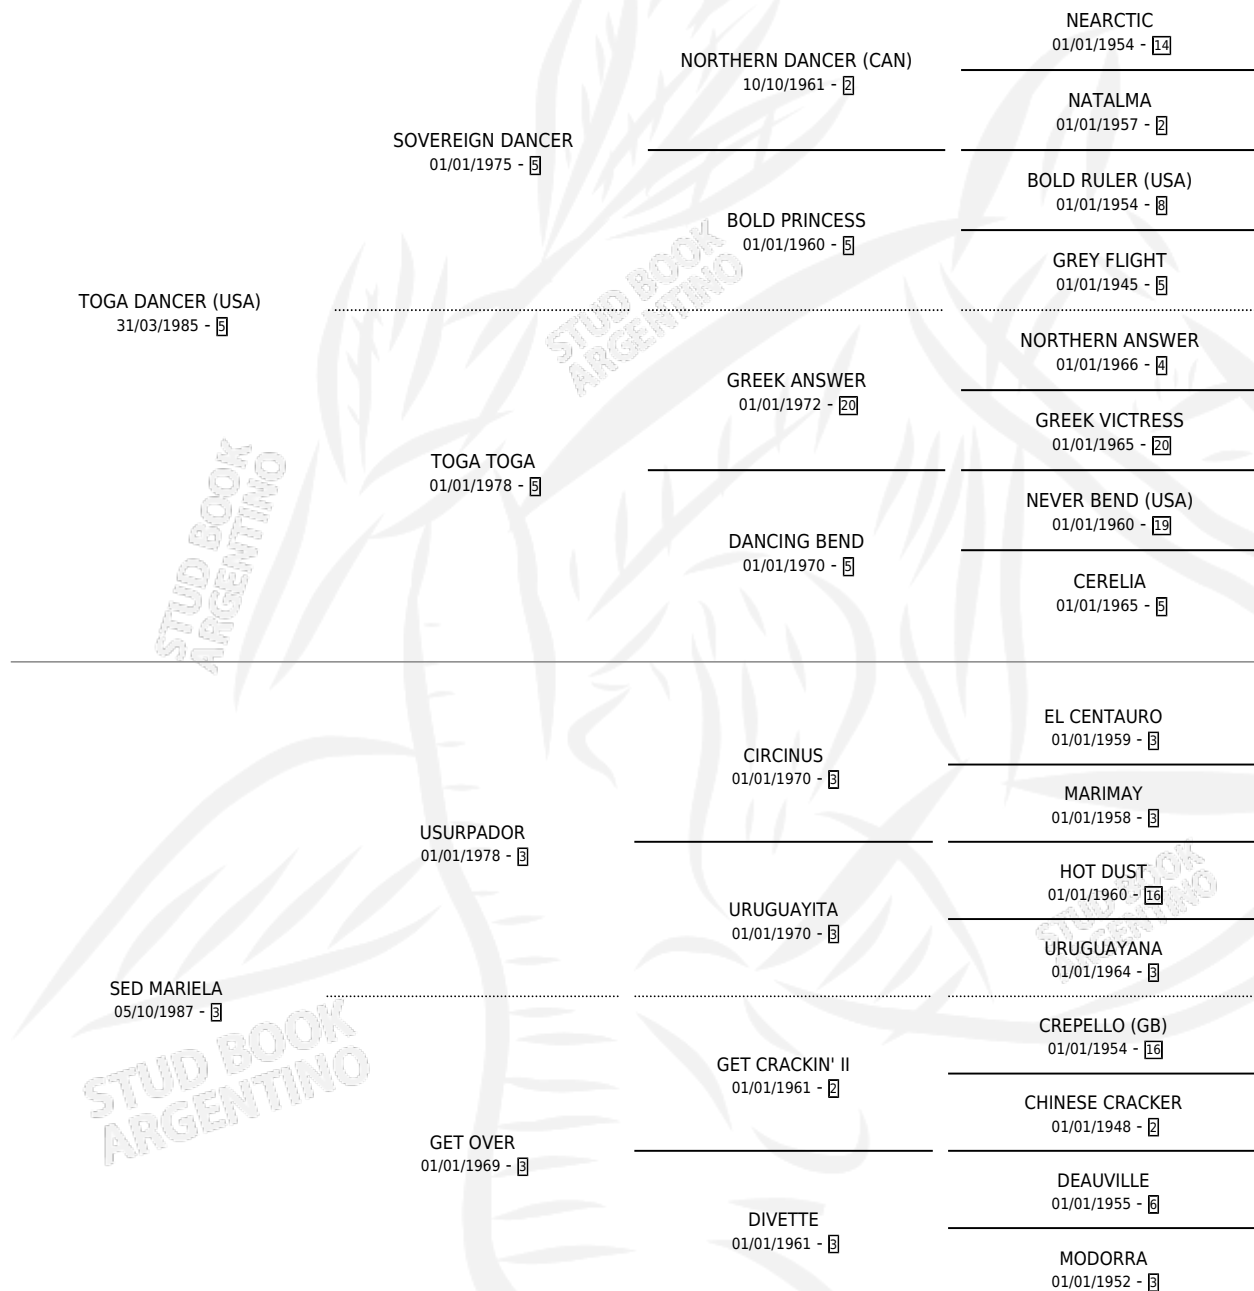 NEARCTIC
01/01/1954 - 14
NORTHERN DANCER (CAN)
10/10/1961 - 2
NATALMA
01/01/1957 - 2
SOVEREIGN DANCER
01/01/1975 - 5
BOLD RULER (USA)
01/01/1954 - 8
BOLD PRINCESS
01/01/1960 - 5
GREY FLIGHT
01/01/1945 - 5
TOGA DANCER (USA)
31/03/1985 - 5
STUD BOOK
ARGENTINO
NORTHERN ANSWER
01/01/1966 - 4
GREEK ANSWER
01/01/1972 - 20
GREEK VICTRESS
01/01/1965 - 20
TOGA TOGA
01/01/1978 - 5
NEVER BEND (USA)
01/01/1960 - 19
DANCING BEND
01/01/1970 - 5
CERELIA
01/01/1965 - 5
STUD BOOK
ARGENTINO
EL CENTAURO
01/01/1959 - 3
CIRCINUS
01/01/1970 - 3
MARIMAY
01/01/1958 - 3
USURPADOR
01/01/1978 - 3
HOT DUST
01/01/1960 - 16
URUGUAYITA
01/01/1970 - 3
URUGUAYANA
01/01/1964 - 3
STUD BOOK
ARGENTINO
SED MARIELA
05/10/1987 - 3
CREPELLO (GB)
01/01/1954 - 16
GET CRACKIN' II
01/01/1961 - 2
CHINESE CRACKER
01/01/1948 - 2
STUD BOOK
ARGENTINO
GET OVER
01/01/1969 - 3
DEAUVILLE
01/01/1955 - 6
DIVETTE
01/01/1961 - 3
MODORRA
01/01/1952 - 3